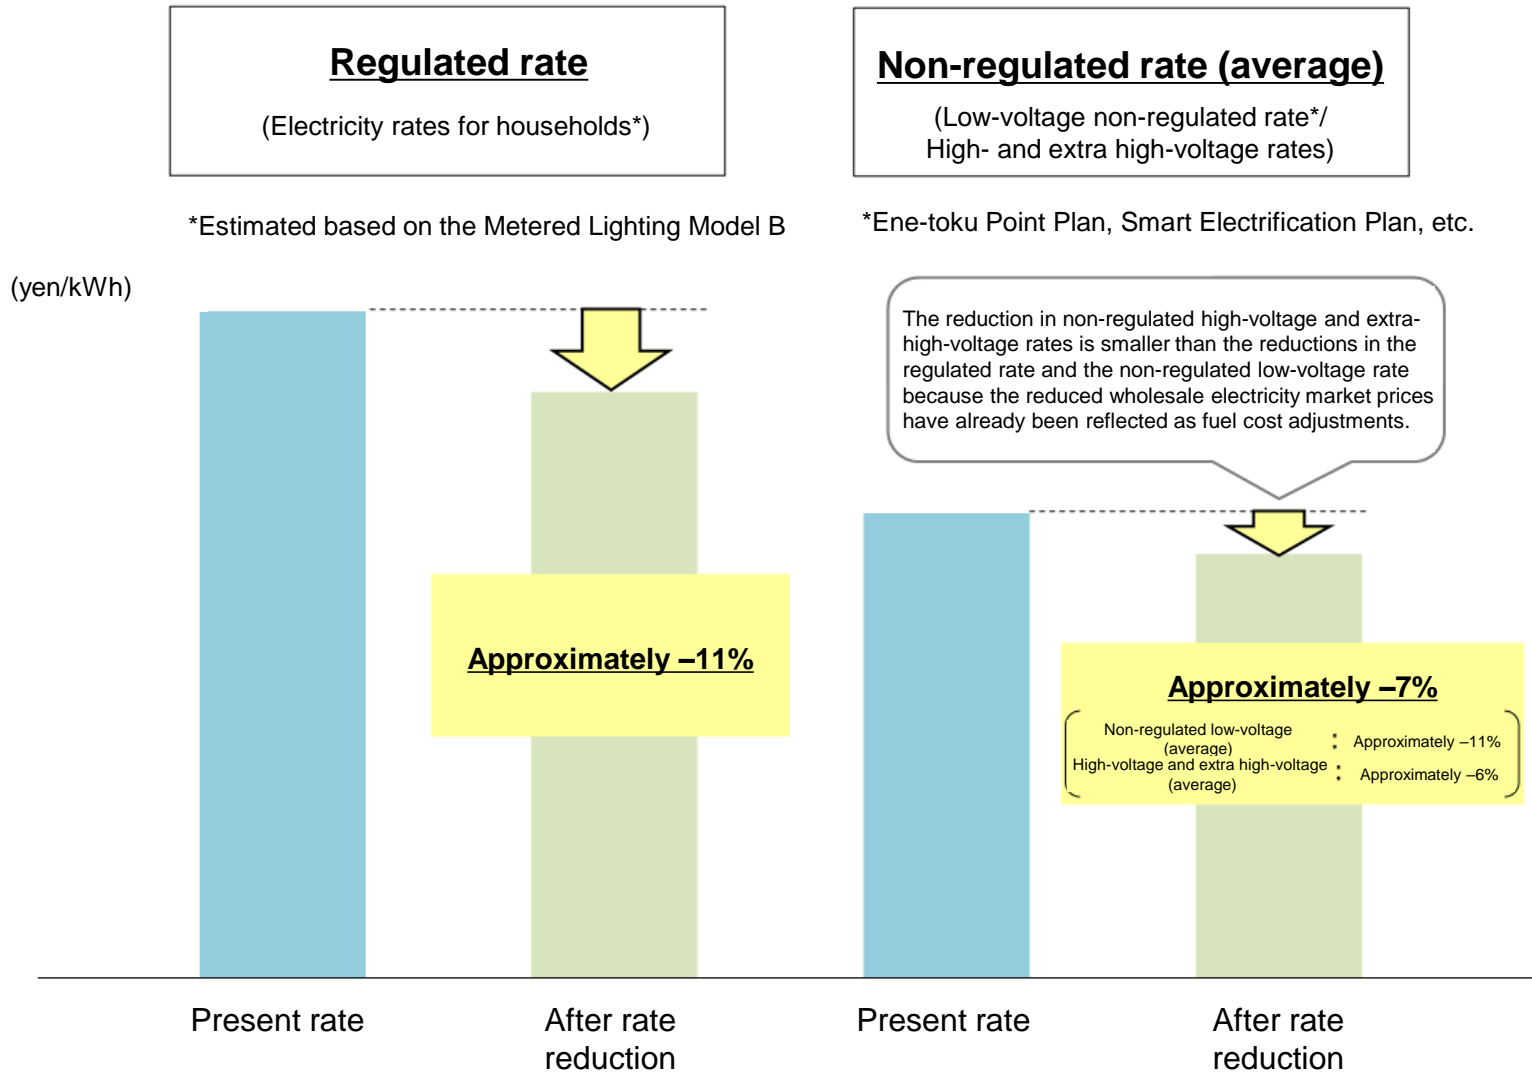 Regulated rate
(Electricity rates for households*)
*Estimated based on the Metered Lighting Model B
Non-regulated rate (average)
(Low-voltage non-regulated rate*/
High- and extra high-voltage rates)
*Ene-toku Point Plan, Smart Electrification Plan, etc.
(yen/kWh)
The reduction in non-regulated high-voltage and extra-
high-voltage rates is smaller than the reductions in the
regulated rate and the non-regulated low-voltage rate
because the reduced wholesale electricity market prices
have already been reflected as fuel cost adjustments.
Approximately –11%
Approximately –7%
Non-regulated low-voltage
(average) : Approximately –11%
High-voltage and extra high-voltage
(average) : Approximately –6%
Present rate
After rate
reduction
Present rate
After rate
reduction